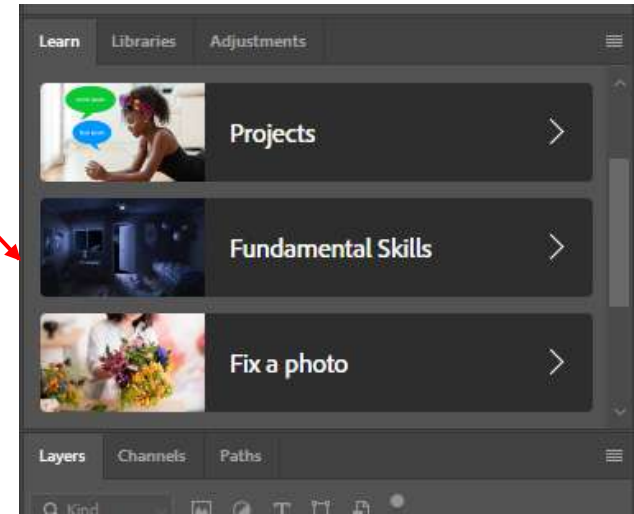 Learn Libraries Adjustments
Projects
Fundamental Skills
Fix a photo
Layers Channels Paths
Kind